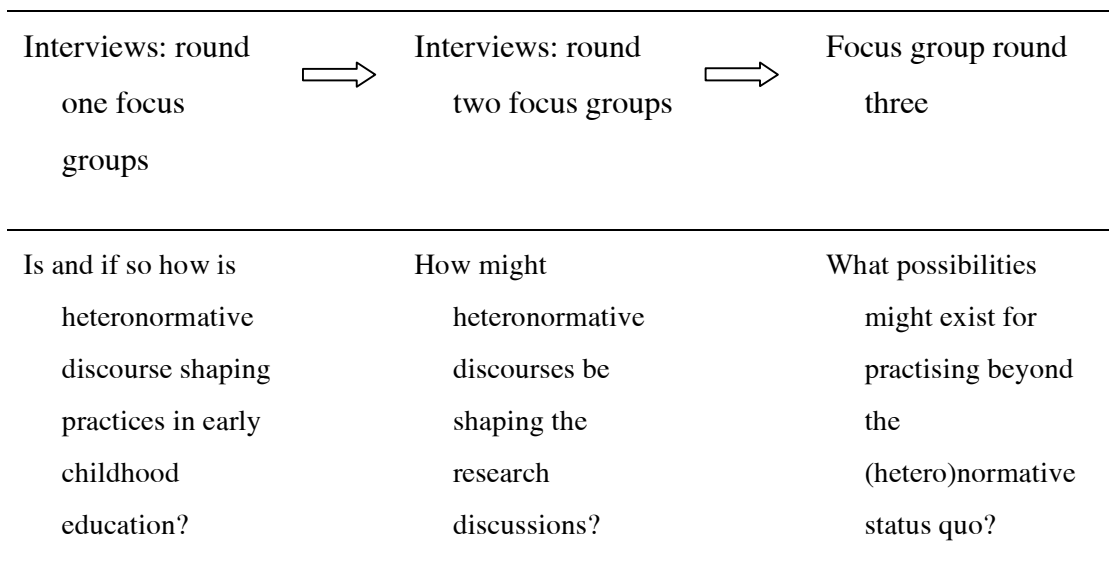 Interviews: round
one focus
groups
Interviews: round
two focus groups
Focus group round
three
Is and if so how is
heteronormative
discourse shaping
practices in early
childhood
education?
How might
heteronormative
discourses be
shaping the
research
discussions?
What possibilities
might exist for
practising beyond
the
(hetero)normative
status quo?